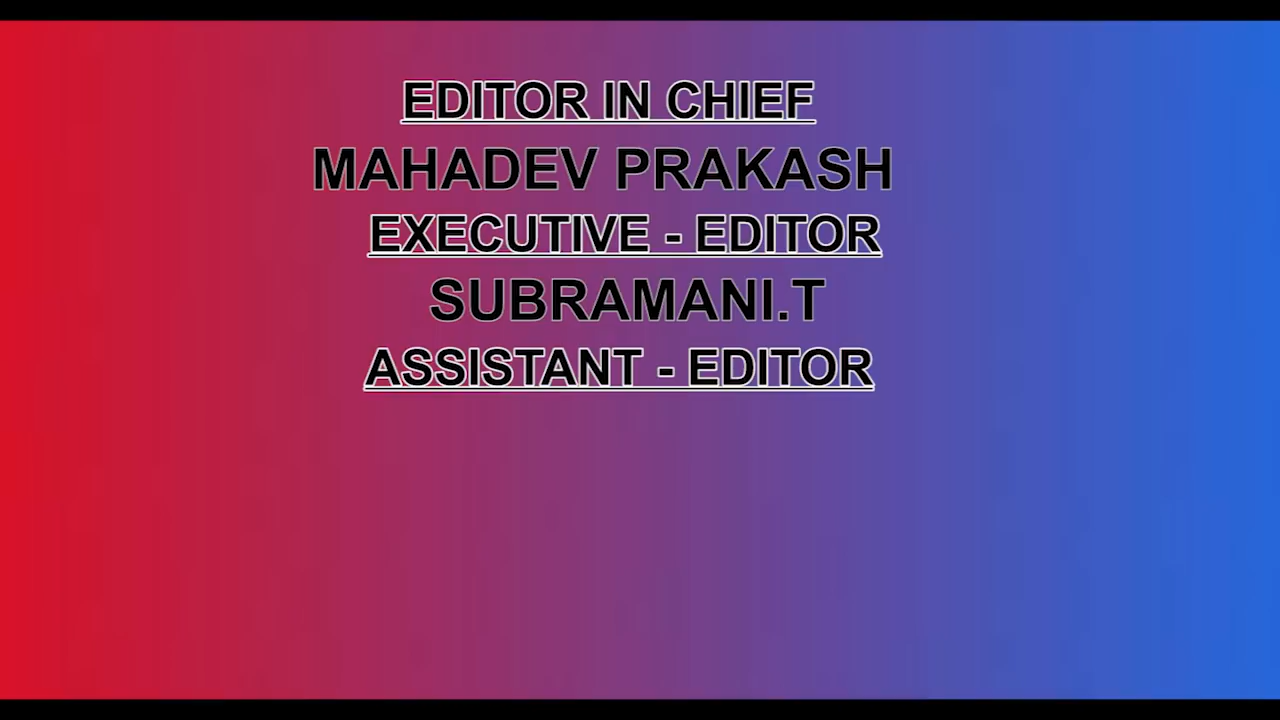 EDITOR IN CHIEF
MAHADEV PRAKASH
EXECUTIVE - EDITOR
SUBRAMANI.T
ASSISTANT - EDITOR